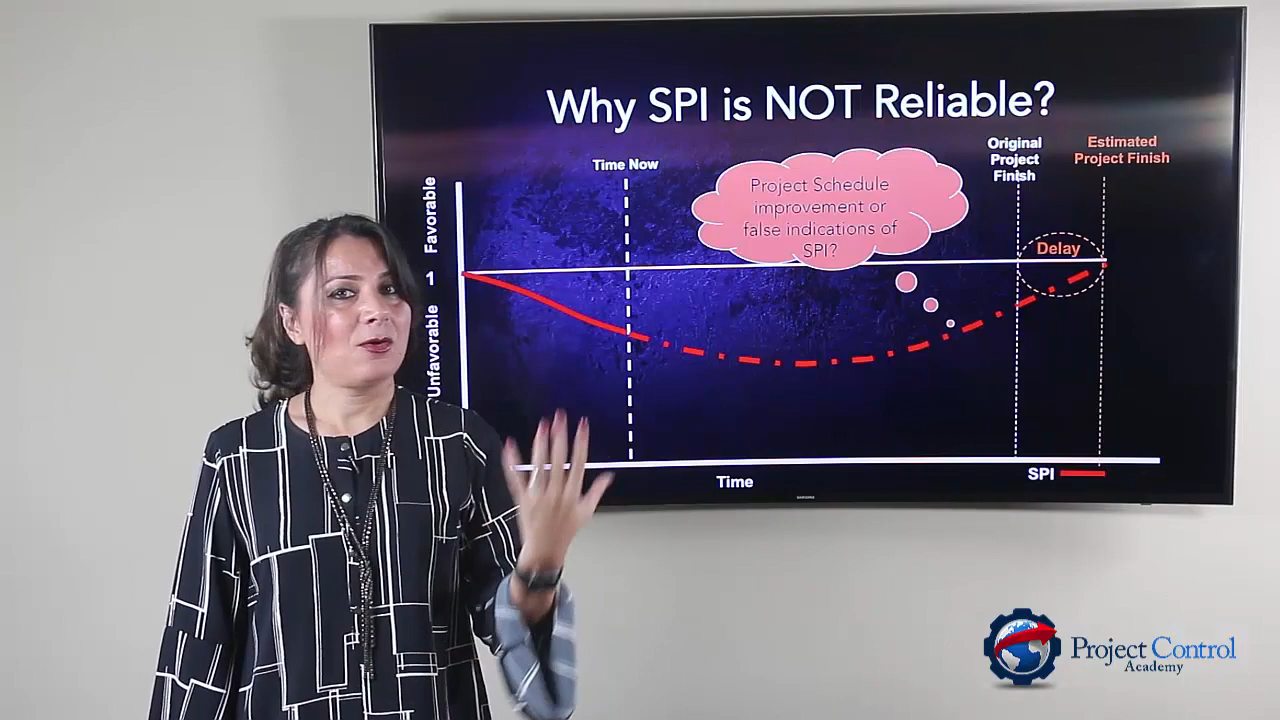 Why SPI is NOT Reliable?
Original
Project
Finish
Estimated
Project Finish
Time Now
Project Schedule
improvement or
false indications of
SPI?
Favorable
1
Unfavorable
Delay
Time
SPI
SAMSUNG
Project Control
Academy